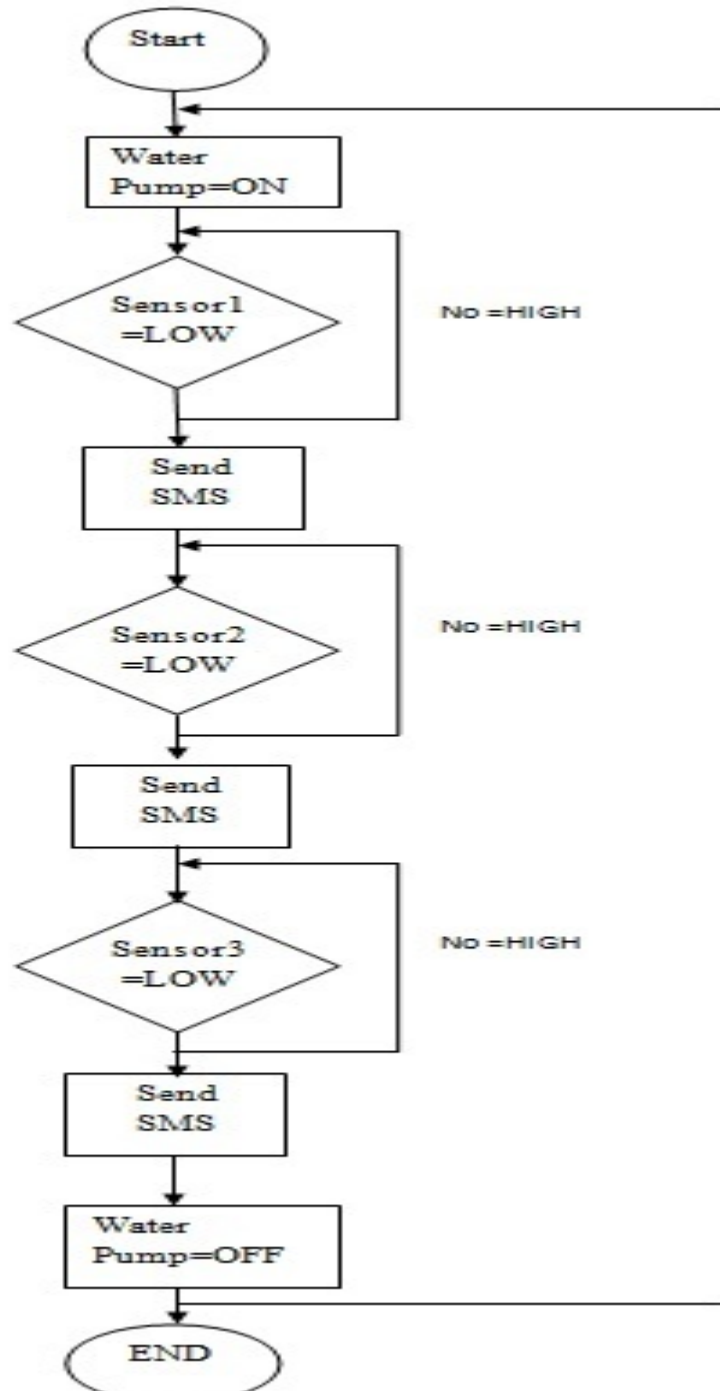 Start
Water
Pump=ON
Sensor1
=LOW
No =HIGH
Send
SMS
Sensor2
=LOW
No =HIGH
Send
SMS
Sensor3
=LOW
No =HIGH
Send
SMS
Water
Pump=OFF
END